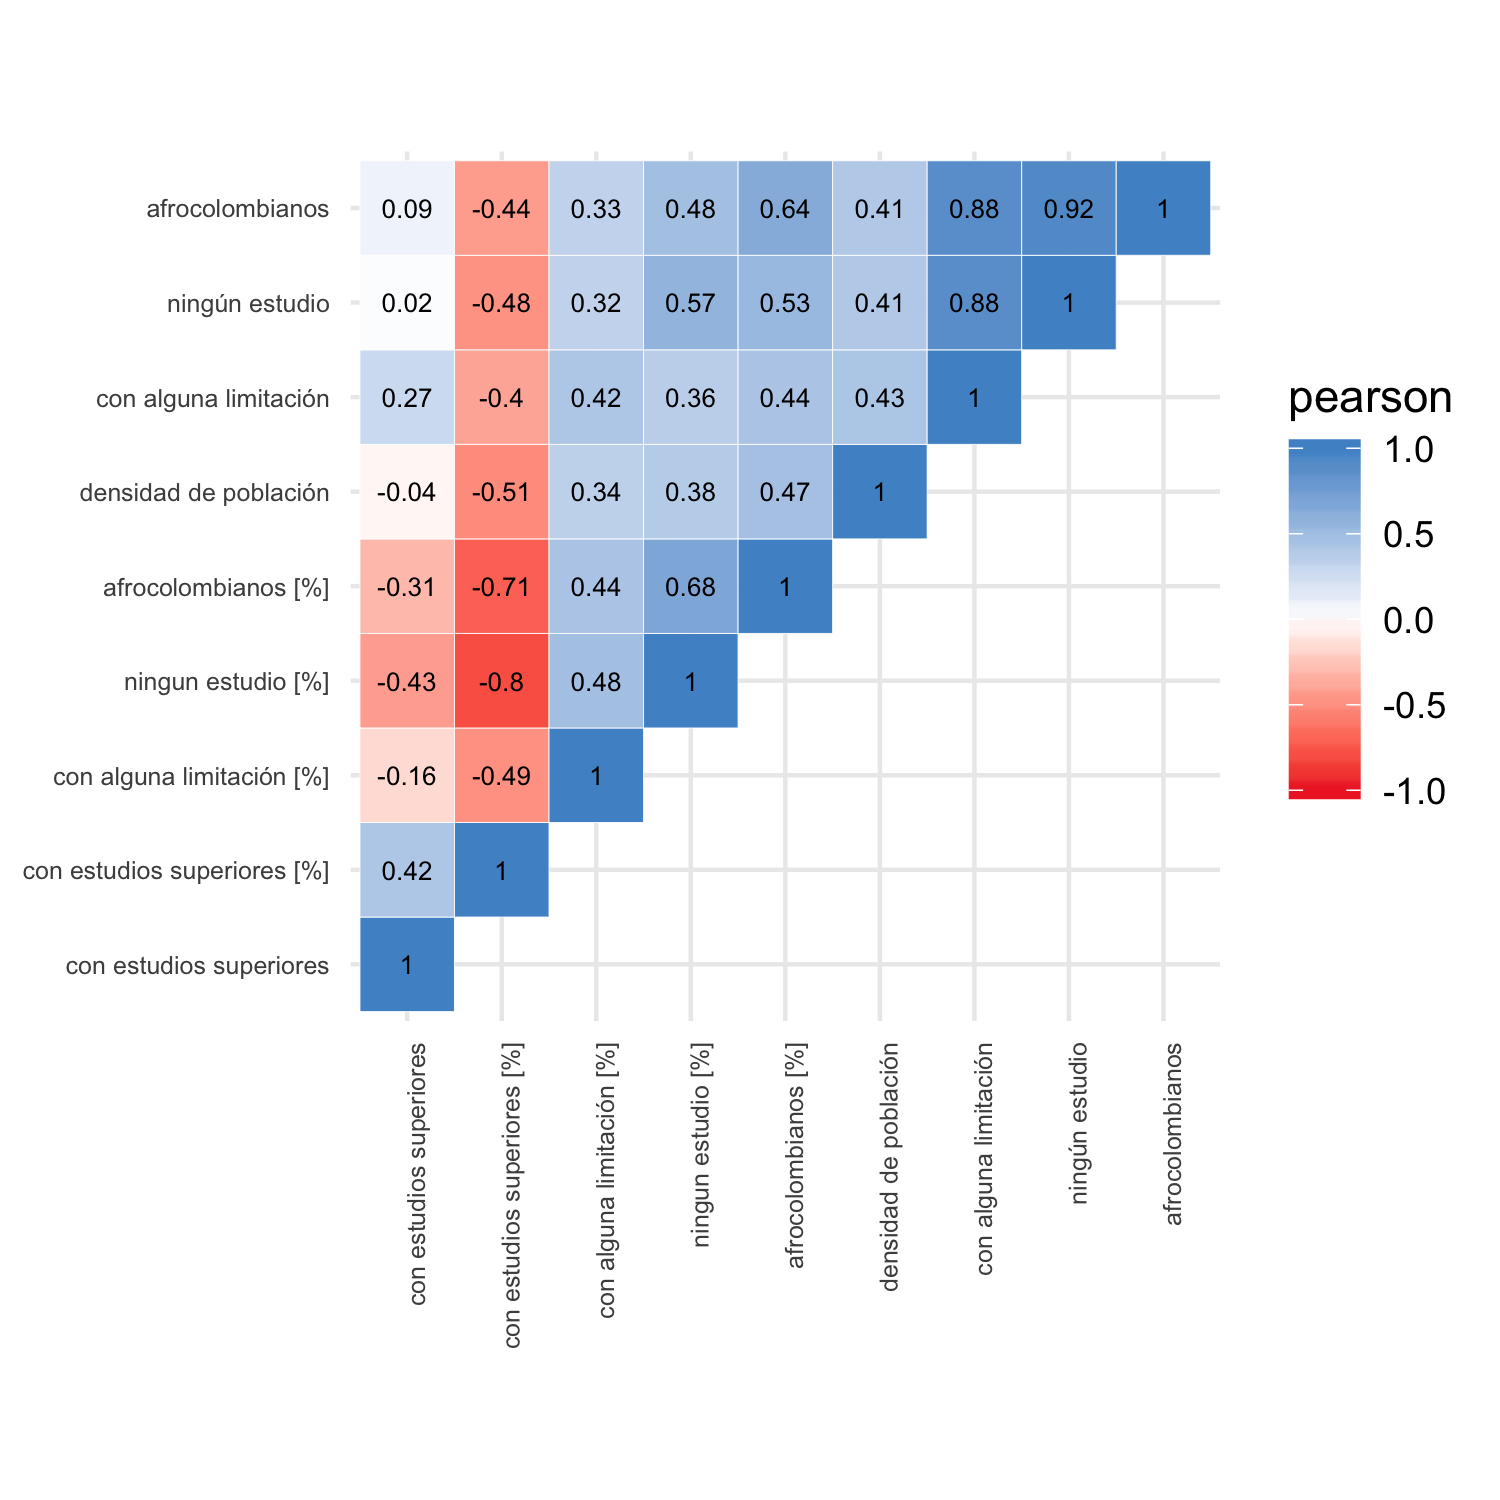 afrocolombianos 0.09 -0.44 0.33 0.48 0.64 0.41 0.88 0.92 1
ningún estudio 0.02 -0.48 0.32 0.57 0.53 0.41 0.88 1
con alguna limitación 0.27 -0.4 0.42 0.36 0.44 0.43 1
densidad de población -0.04 -0.51 0.34 0.38 0.47 1
afrocolombianos [%] -0.31 -0.71 0.44 0.68 1
ningun estudio [%] -0.43 -0.8 0.48 1
con alguna limitación [%] -0.16 -0.49 1
con estudios superiores [%] 0.42 1
con estudios superiores 1
con estudios superiores
con estudios superiores [%]
con alguna limitación [%]
ningun estudio [%]
afrocolombianos [%]
densidad de población
con alguna limitación
ningún estudio
afrocolombianos
pearson
1.0
0.5
0.0
-0.5
-1.0